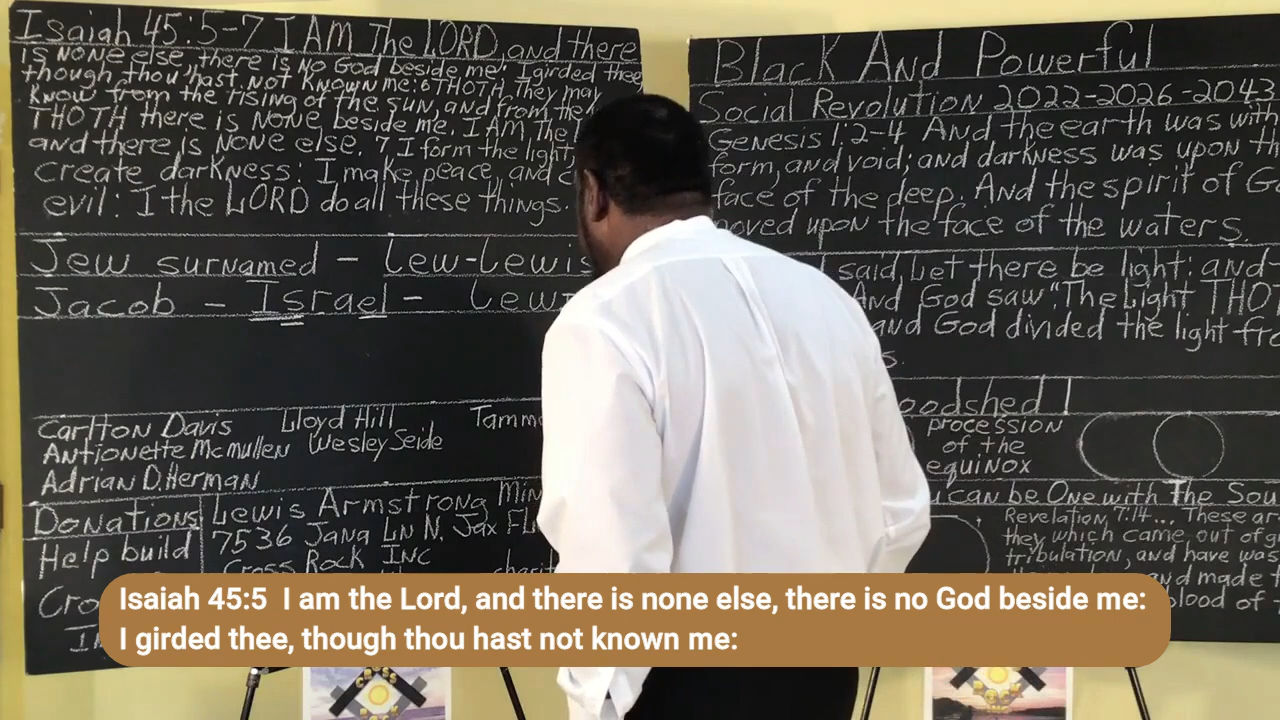 Isaiah 45:5-7 I AM The LORD, and there
is NONE else, there is NO God beside me: I girded thee
though thou hast NOT KNOWN me: 6 THOTH They may
KNOW from the rising of the SUN, and from the
THOTH there is NONE beside me. I AM The
and there is NONE else. 7 I form the light,
create darkness: I make peace, and c
evil: I the LORD do all these things.
Jew surnamed - Lew-Lewis
Jacob - Israel - Lew
Carlton Davis Lloyd Hill Tamm
Antionette Mcmullen Wesley Seide
Adrian D. Herman
Donations Lewis Armstrong Min
Help build 7536 Jana Lin N. Jax FL
Cross Rock INC
Cro
Black And Powerful
Social Revolution 2022-2026-2043
Genesis 1:2-4 And the earth was with
form, and void; and darkness was upon th
face of the deep. And the spirit of G
moved upon the face of the waters.
said, Let there be light: and
And God saw "The Light THOT
and God divided the light fro
s.
oodshed!
procession
of the
equinox
can be One with The Sou
Revelation 7:14... These ar
they which came out of g
tribulation, and have was
and made
blood of
Isaiah 45:5 I am the Lord, and there is none else, there is no God beside me:
I girded thee, though thou hast not known me: